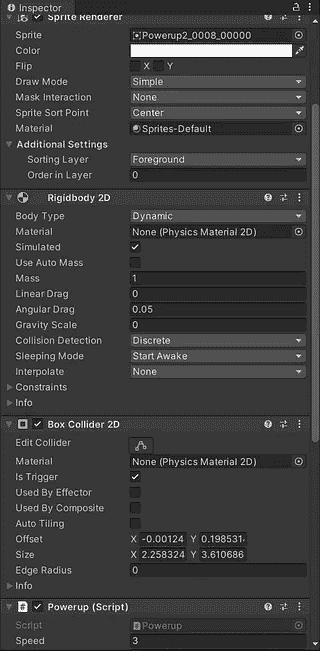 Inspector
Sprite Renderer
Sprite Powerup2_0008_00000
Color
Flip X Y
Draw Mode Simple
Mask Interaction None
Sprite Sort Point Center
Material Sprites-Default
Additional Settings
Sorting Layer Foreground
Order in Layer 0
Rigidbody 2D
Body Type Dynamic
Material None (Physics Material 2D)
Simulated
Use Auto Mass
Mass 1
Linear Drag 0
Angular Drag 0.05
Gravity Scale 0
Collision Detection Discrete
Sleeping Mode Start Awake
Interpolate None
Constraints
Info
Box Collider 2D
Edit Collider
Material None (Physics Material 2D)
Is Trigger
Used By Effector
Used By Composite
Auto Tiling
Offset X -0.00124 Y 0.198531
Size X 2.258324 Y 3.610686
Edge Radius 0
Info
Powerup (Script)
Script Powerup
Speed 3